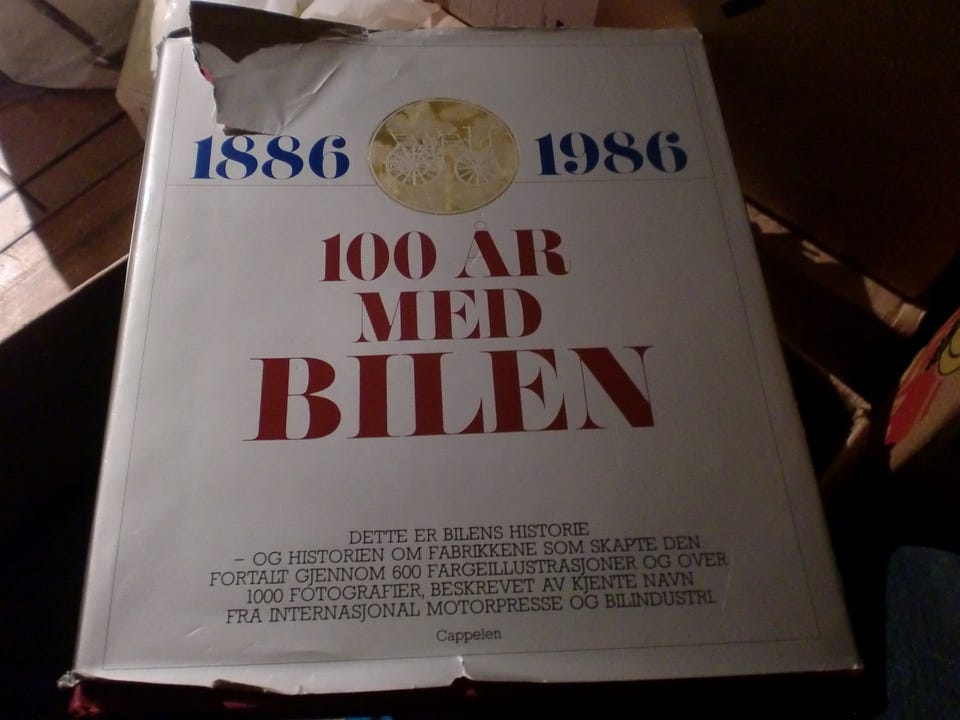 1886 1986
100 ÅR
MED
BILEN
DETTE ER BILENS HISTORIE
– OG HISTORIEN OM FABRIKKENE SOM SKAPTE DEN.
FORTALT GJENNOM 600 FARGEILLUSTRASJONER OG OVER
1000 FOTOGRAFIER, BESKREVET AV KJENTE NAVN
FRA INTERNASJONAL MOTORPRESSE OG BILINDUSTRI.
Cappelen